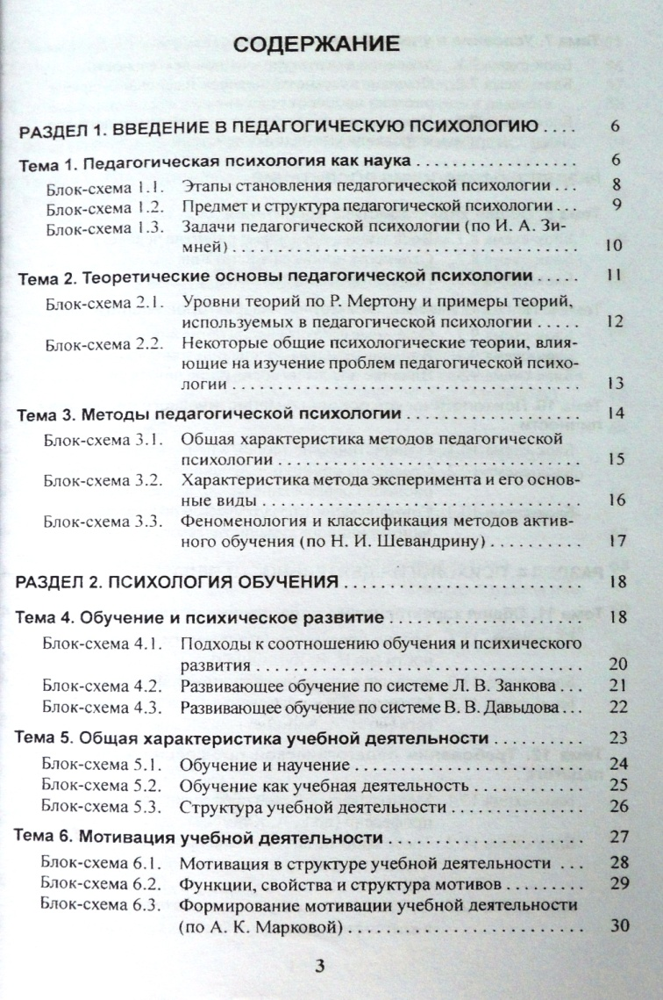 СОДЕРЖАНИЕ
РАЗДЕЛ 1. ВВЕДЕНИЕ В ПЕДАГОГИЧЕСКУЮ ПСИХОЛОГИЮ .... 6
Тема 1. Педагогическая психология как наука .................. 6
Блок-схема 1.1. Этапы становления педагогической психологии ... 8
Блок-схема 1.2. Предмет и структура педагогической психологии ... 9
Блок-схема 1.3. Задачи педагогической психологии (по И. А. Зи-
мней) ...................................... 10
Тема 2. Теоретические основы педагогической психологии ..... 11
Блок-схема 2.1. Уровни теорий по Р. Мертону и примеры теорий,
используемых в педагогической психологии ..... 12
Блок-схема 2.2. Некоторые общие психологические теории, влия-
ющие на изучение проблем педагогической психо-
логии ...................................... 13
Тема 3. Методы педагогической психологии ................... 14
Блок-схема 3.1. Общая характеристика методов педагогической
психологии ................................. 15
Блок-схема 3.2. Характеристика метода эксперимента и его основ-
ные виды ................................... 16
Блок-схема 3.3. Феноменология и классификация методов актив-
ного обучения (по Н. И. Шевандрину) .......... 17
РАЗДЕЛ 2. ПСИХОЛОГИЯ ОБУЧЕНИЯ .......................... 18
Тема 4. Обучение и психическое развитие ..................... 18
Блок-схема 4.1. Подходы к соотношению обучения и психического
развития ................................... 20
Блок-схема 4.2. Развивающее обучение по системе Л. В. Занкова ... 21
Блок-схема 4.3. Развивающее обучение по системе В. В. Давыдова ... 22
Тема 5. Общая характеристика учебной деятельности .......... 23
Блок-схема 5.1. Обучение и научение ......................... 24
Блок-схема 5.2. Обучение как учебная деятельность ............ 25
Блок-схема 5.3. Структура учебной деятельности ............... 26
Тема 6. Мотивация учебной деятельности ..................... 27
Блок-схема 6.1. Мотивация в структуре учебной деятельности ... 28
Блок-схема 6.2. Функции, свойства и структура мотивов ......... 29
Блок-схема 6.3. Формирование мотивации учебной деятельности
(по А. К. Марковой) .......................... 30
3